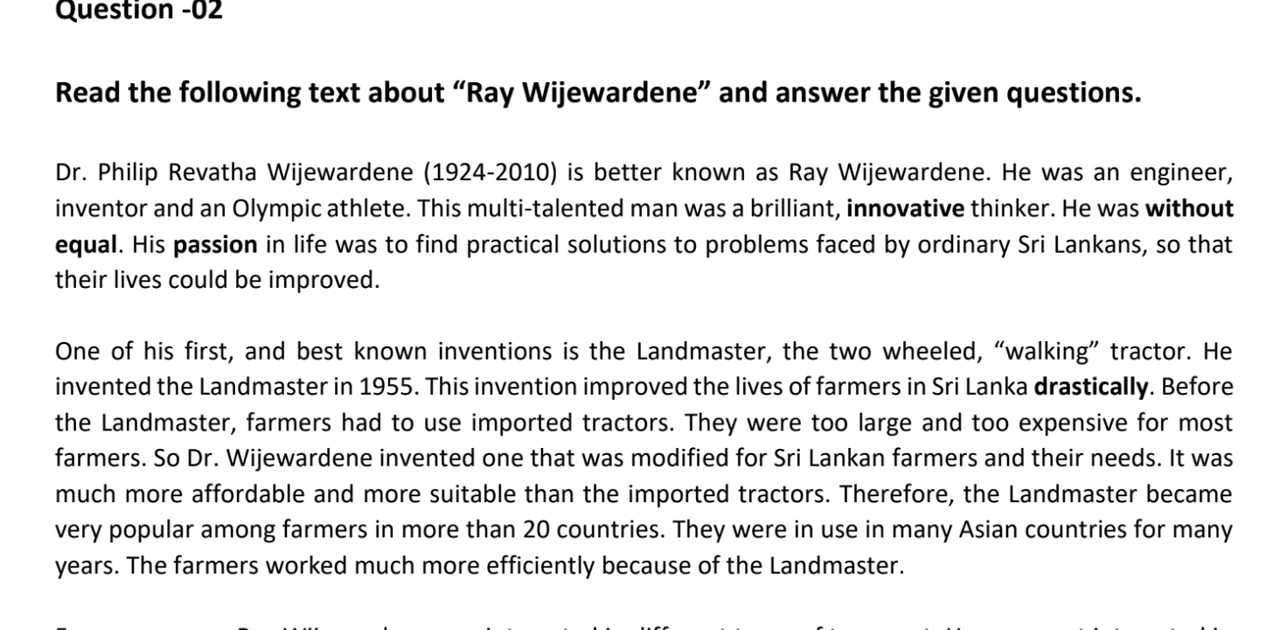 Question -02
Read the following text about “Ray Wijewardene” and answer the given questions.
Dr. Philip Revatha Wijewardene (1924-2010) is better known as Ray Wijewardene. He was an engineer,
inventor and an Olympic athlete. This multi-talented man was a brilliant, innovative thinker. He was without
equal. His passion in life was to find practical solutions to problems faced by ordinary Sri Lankans, so that
their lives could be improved.
One of his first, and best known inventions is the Landmaster, the two wheeled, “walking” tractor. He
invented the Landmaster in 1955. This invention improved the lives of farmers in Sri Lanka drastically. Before
the Landmaster, farmers had to use imported tractors. They were too large and too expensive for most
farmers. So Dr. Wijewardene invented one that was modified for Sri Lankan farmers and their needs. It was
much more affordable and more suitable than the imported tractors. Therefore, the Landmaster became
very popular among farmers in more than 20 countries. They were in use in many Asian countries for many
years. The farmers worked much more efficiently because of the Landmaster.